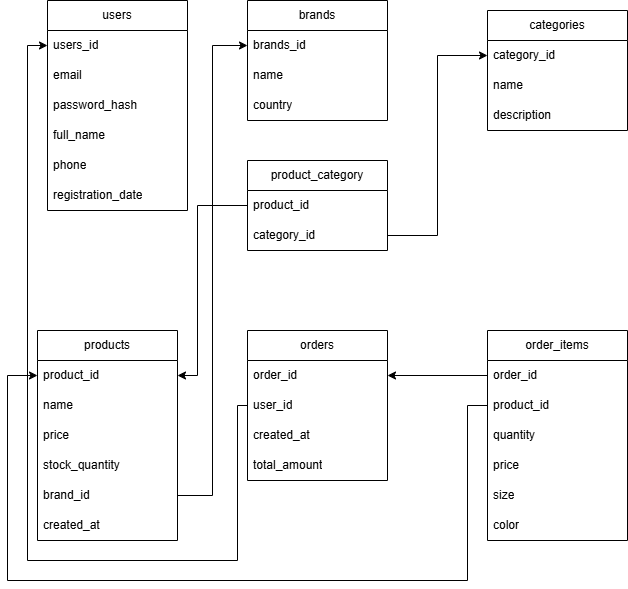 users
users_id
email
password_hash
full_name
phone
registration_date
brands
brands_id
name
country
categories
category_id
name
description
product_category
product_id
category_id
products
product_id
name
price
stock_quantity
brand_id
created_at
orders
order_id
user_id
created_at
total_amount
order_items
order_id
product_id
quantity
price
size
color